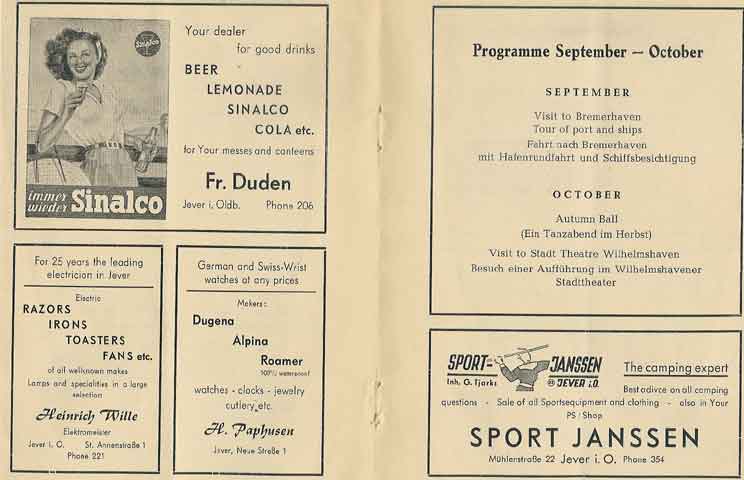 Sinalco
immer
wieder Sinalco
Your dealer
for good drinks
BEER
LEMONADE
SINALCO
COLA etc.
for Your messes and canteens
Fr. Duden
Jever i. Oldb. Phone 206
For 25 years the leading
electricion in Jever
Electric
RAZORS
IRONS
TOASTERS
FANS etc.
of all wellknown makes
Lamps and specialities in a large
selection
Heinrich Wille
Elektromeister
Jever i. O. St. Annenstraße 1
Phone 221
German and Swiss-Wrist
watches at any prices
Makers:
Dugena
Alpina
Roamer
100% waterproof
watches - clocks - jewelry
cutlery etc.
H. Paphusen
Jever, Neue Streße 1
Programme September — October
SEPTEMBER
Visit to Bremerhaven
Tour of port and ships
Fahrt nach Bremerhaven
mit Hafenrundfahrt und Schiffsbesichtigung
OCTOBER
Autumn Ball
(Ein Tanzabend im Herbst)
Visit to Stadt Theatre Wilhelmshaven
Besuch einer Aufführung im Wilhelmshavener
Stadttheater
SPORT=JANSSEN
Inh. G. Tjarks JEVER i.O.
The camping expert
Best adivce on all camping
questions - Sale of all Sportsequipment and clothing - also in Your
PS / Shop
SPORT JANSSEN
Mühlenstraße 22 Jever i. O. Phone 354